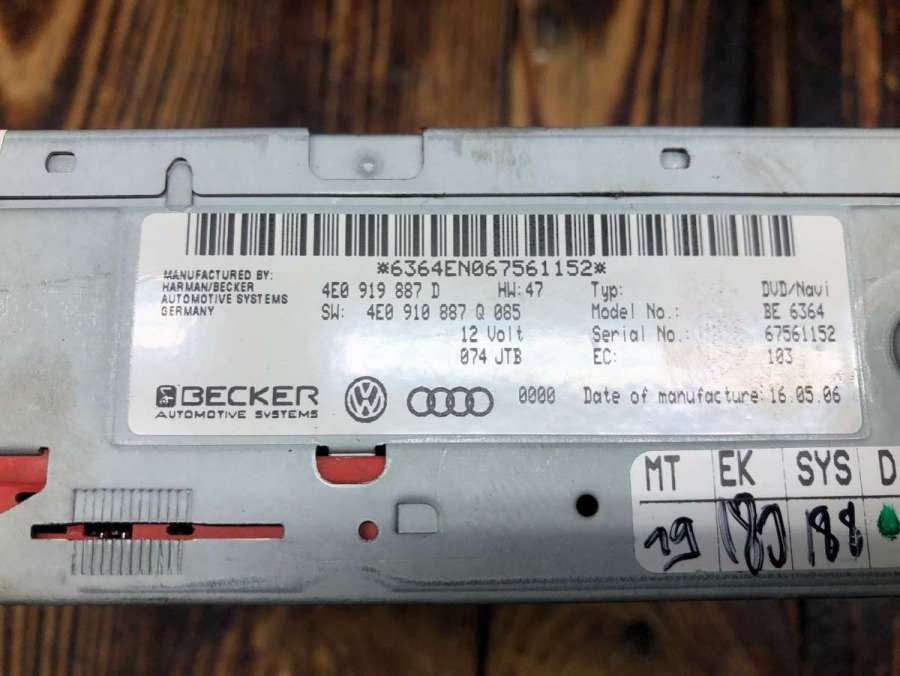 *6364EN067561152*
MANUFACTURED BY:
HARMAN/BECKER
AUTOMOTIVE SYSTEMS
GERMANY
4E0 919 887 D HW:47
SW: 4E0 910 887 Q 085
12 Volt
074 JTB
Typ: DVD/Navi
Model No.: BE 6364
Serial No.: 67561152
EC: 103
BECKER
AUTOMOTIVE SYSTEMS
0000 Date of manufacture: 16.05.06
MT EK SYS D
19 189 188